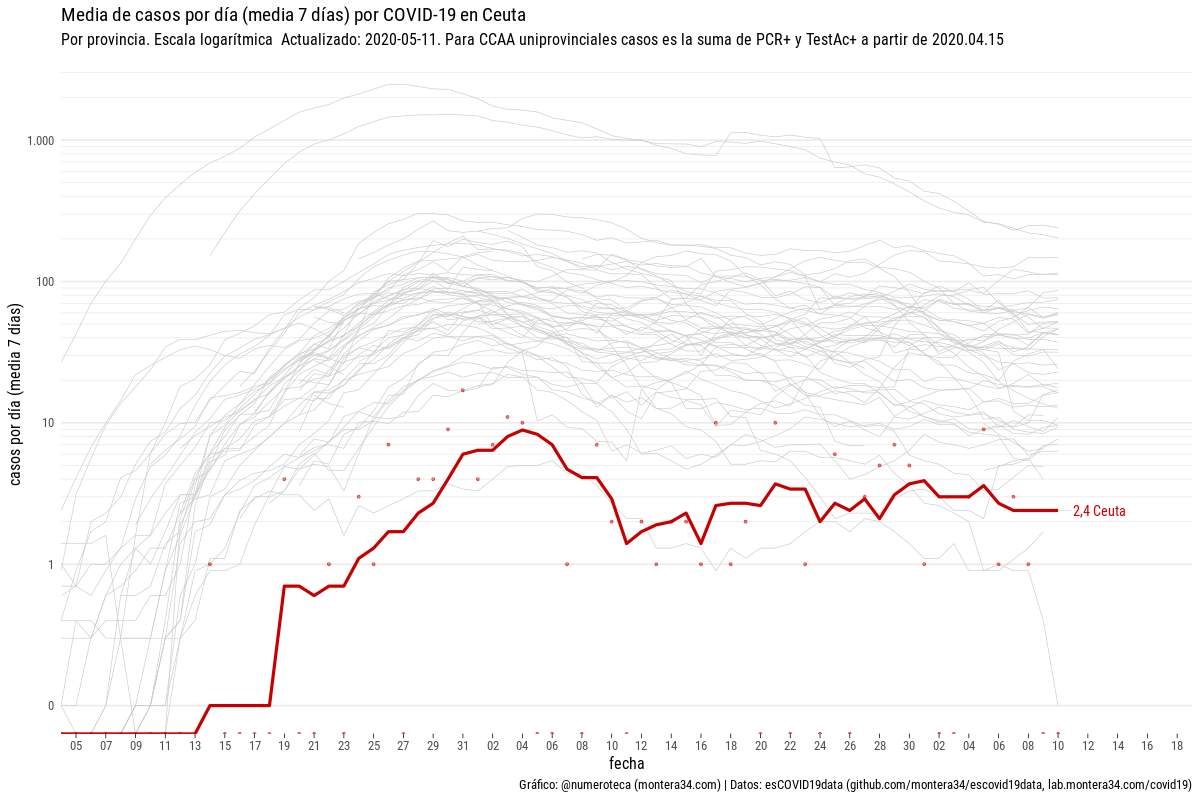 Media de casos por día (media 7 días) por COVID-19 en Ceuta
Por provincia. Escala logarítmica  Actualizado: 2020-05-11. Para CCAA uniprovinciales casos es la suma de PCR+ y TestAc+ a partir de 2020.04.15
casos por día (media 7 días)
1.000
100
10
1
0
2,4 Ceuta
05 07 09 11 13 15 17 19 21 23 25 27 29 31 02 04 06 08 10 12 14 16 18 20 22 24 26 28 30 02 04 06 08 10 12 14 16 18
fecha
Gráfico: @numeroteca (montera34.com) | Datos: esCOVID19data (github.com/montera34/escovid19data, lab.montera34.com/covid19)